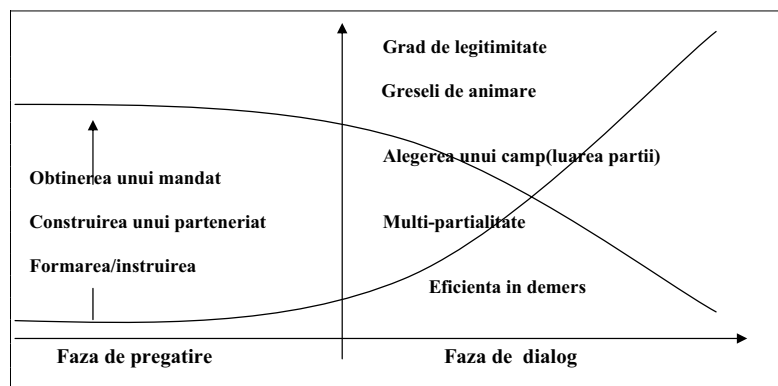 Grad de legitimitate
Greseli de animare
Alegerea unui camp(luarea partii)
Obtinerea unui mandat
Construirea unui parteneriat
Multi-partialitate
Formarea/instruirea
Eficienta in demers
Faza de pregatire
Faza de dialog